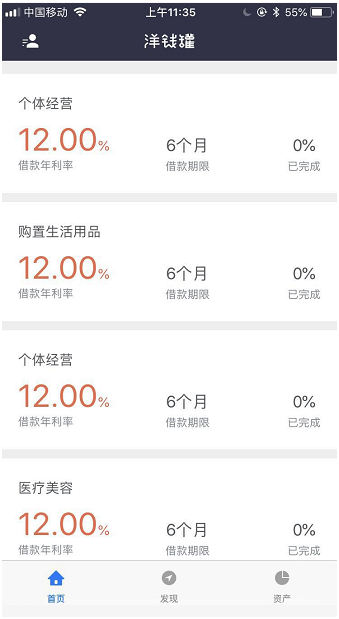 中国移动 上午11:35 55%
洋钱罐
个体经营
12.00% 6个月 0%
借款年利率 借款期限 已完成
购置生活用品
12.00% 6个月 0%
借款年利率 借款期限 已完成
个体经营
12.00% 6个月 0%
借款年利率 借款期限 已完成
医疗美容
12.00% 6个月 0%
借款年利率 借款期限 已完成
首页 发现 资产